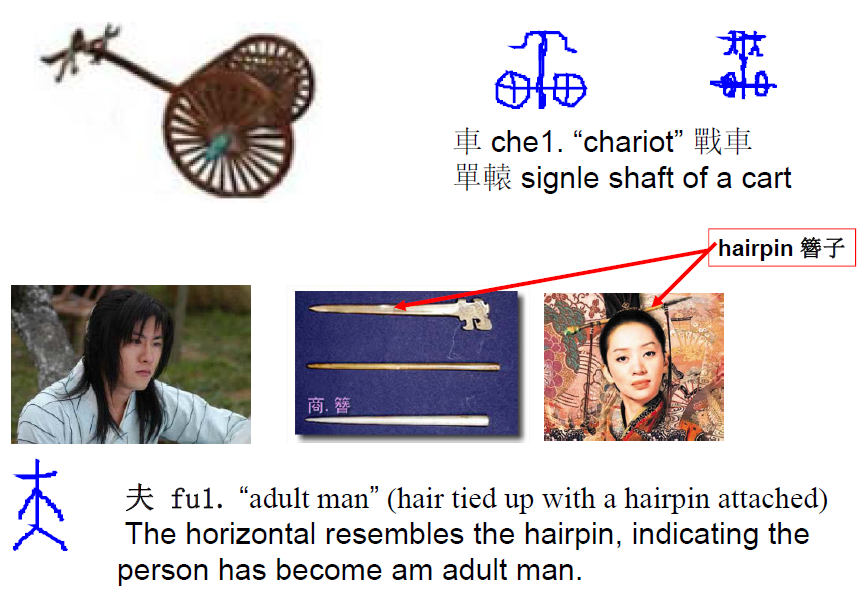 車 che1. “chariot” 戰車
單轅 signle shaft of a cart
hairpin 簪子
商.簪
夫 fu1. “adult man” (hair tied up with a hairpin attached)
The horizontal resembles the hairpin, indicating the
person has become am adult man.